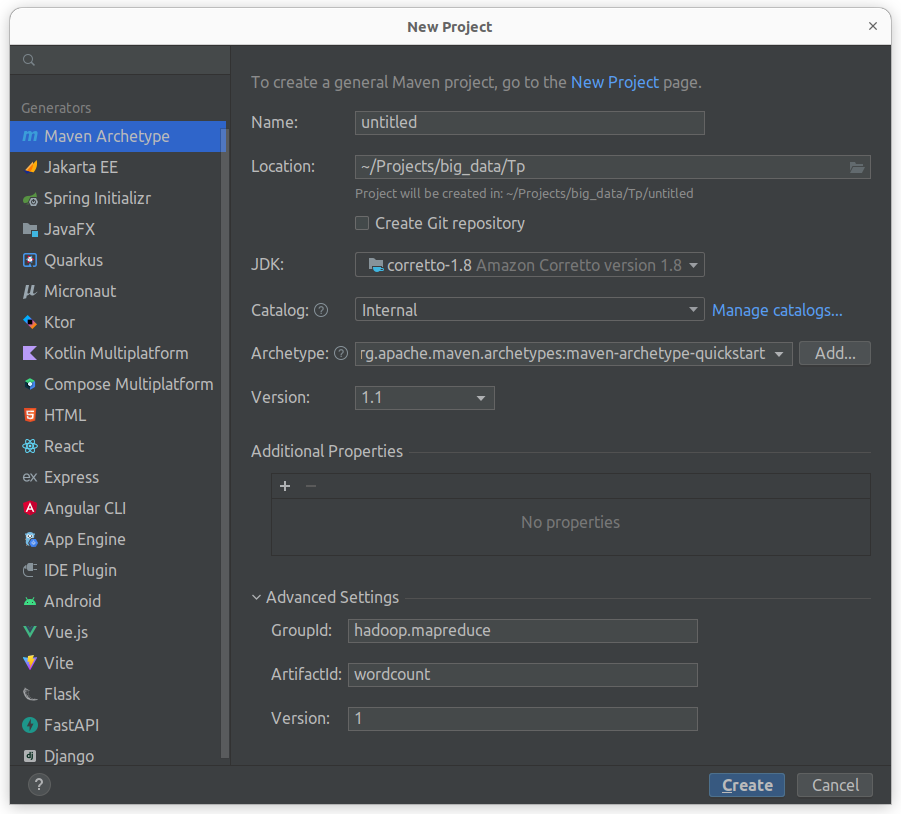 New Project
Generators
Maven Archetype
Jakarta EE
Spring Initializr
JavaFX
Quarkus
Micronaut
Ktor
Kotlin Multiplatform
Compose Multiplatform
HTML
React
ex Express
Angular CLI
App Engine
IDE Plugin
Android
Vue.js
Vite
Flask
FastAPI
dj Django
To create a general Maven project, go to the New Project page.
Name: untitled
Location: ~/Projects/big_data/Tp
Project will be created in: ~/Projects/big_data/Tp/untitled
Create Git repository
JDK: corretto-1.8 Amazon Corretto version 1.8
Catalog: ? Internal Manage catalogs...
Archetype: ? rg.apache.maven.archetypes:maven-archetype-quickstart Add...
Version: 1.1
Additional Properties
+ −
No properties
Advanced Settings
GroupId: hadoop.mapreduce
ArtifactId: wordcount
Version: 1
? Create Cancel